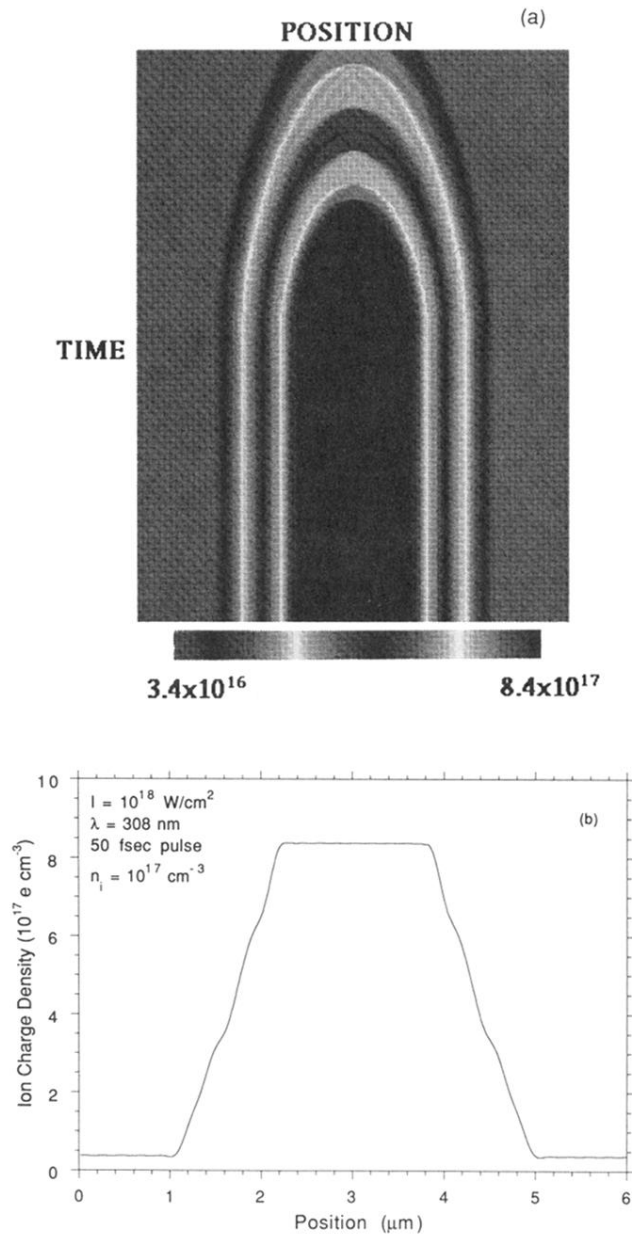 (a)
POSITION
TIME
3.4x10¹⁶ 8.4x10¹⁷
10
8
6
4
2
0
Ion Charge Density (10¹⁷ e cm⁻³)
I = 10¹⁸ W/cm²
λ = 308 nm
50 fsec pulse
nᵢ = 10¹⁷ cm⁻³
(b)
0 1 2 3 4 5 6
Position (μm)